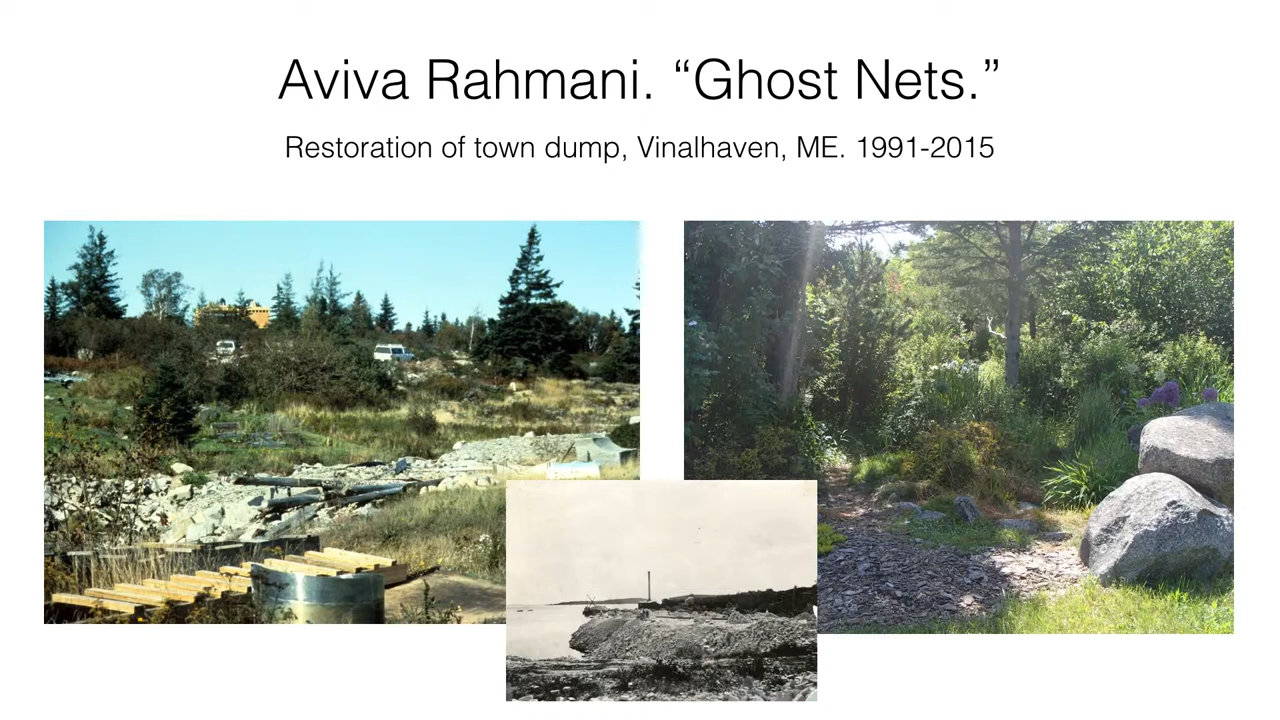 Aviva Rahmani. “Ghost Nets.”
Restoration of town dump, Vinalhaven, ME. 1991-2015